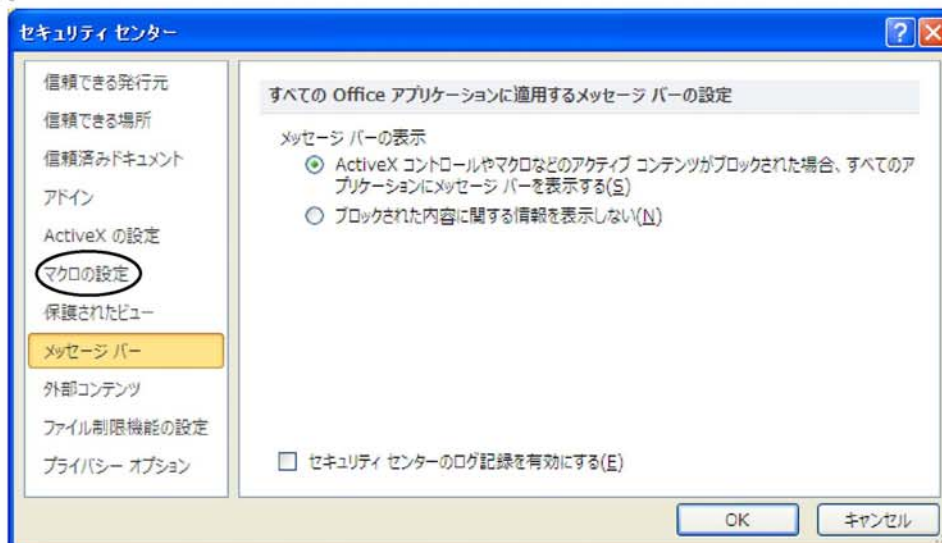 セキュリティ センター
信頼できる発行元
信頼できる場所
信頼済みドキュメント
アドイン
ActiveX の設定
マクロの設定
保護されたビュー
メッセージ バー
外部コンテンツ
ファイル制限機能の設定
プライバシー オプション
すべての Office アプリケーションに適用するメッセージ バーの設定
メッセージ バーの表示
ActiveX コントロールやマクロなどのアクティブ コンテンツがブロックされた場合、すべてのア
プリケーションにメッセージ バーを表示する(S)
ブロックされた内容に関する情報を表示しない(N)
セキュリティ センターのログ記録を有効にする(E)
OK
キャンセル